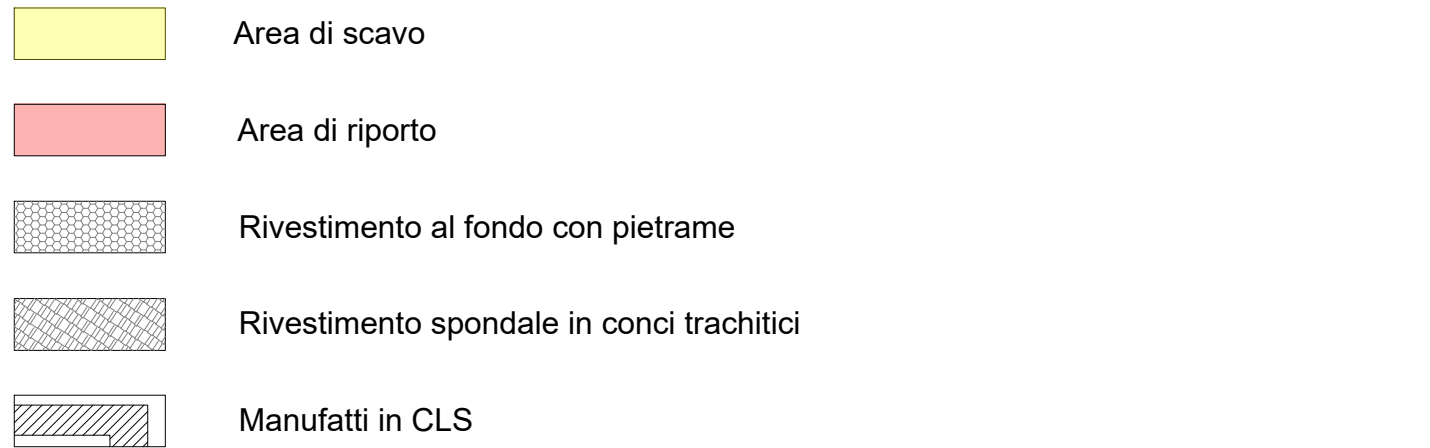 Area di scavo
Area di riporto
Rivestimento al fondo con pietrame
Rivestimento spondale in conci trachitici
Manufatti in CLS